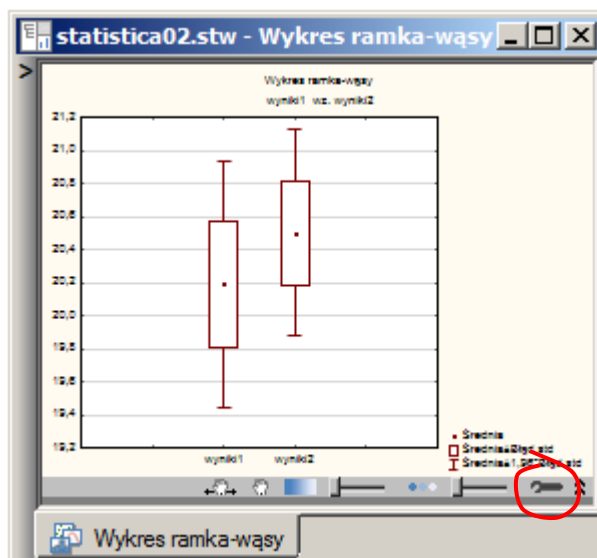 statistica02.stw - Wykres ramka-wąsy
>
Wykres ramka-wąsy
wyniki1 wz. wyniki2
21,2
21,0
20,8
20,6
20,4
20,2
20,0
19,8
19,6
19,4
19,2
wyniki1 wyniki2
Średnia
Średnia±Błąd std
Średnia±1,96*Błąd std
Wykres ramka-wąsy